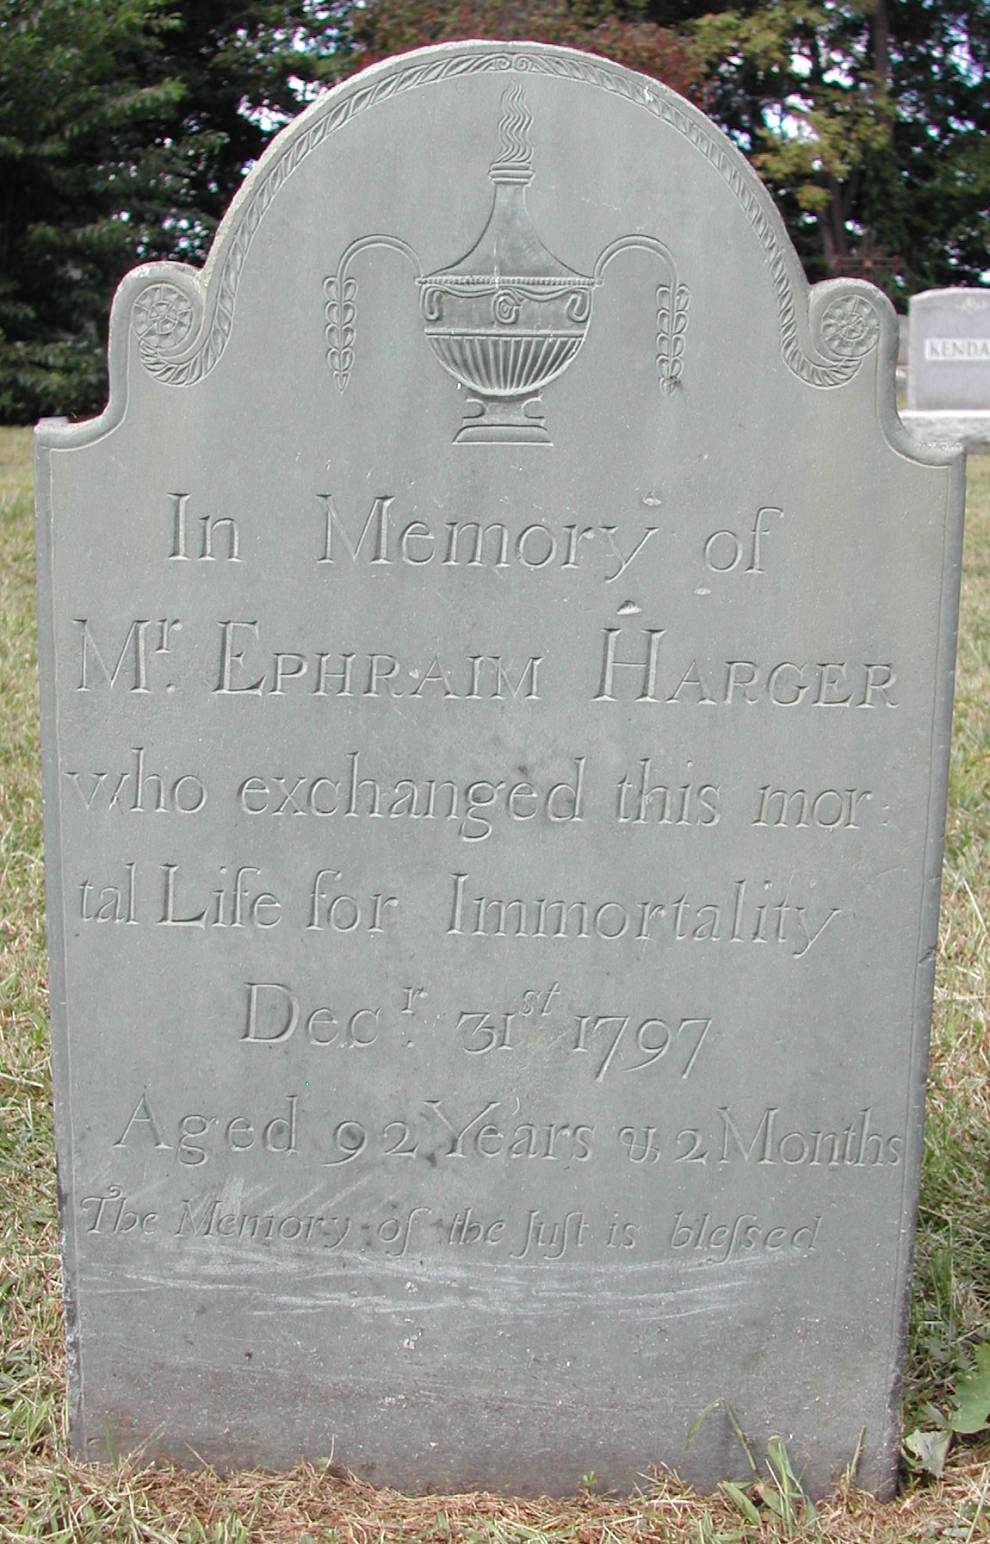 In Memory of
Mr. EPHRAIM HARGER
who exchanged this mor:
tal Life for Immortality
Decr. 31st 1797
Aged 92 Years & 2 Months
The Memory of the Juſt is bleſsed
KENDA